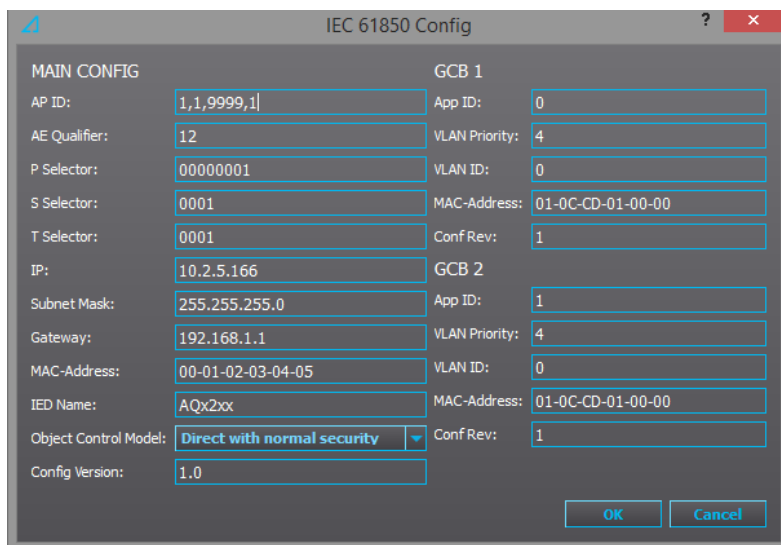 IEC 61850 Config
?
×
MAIN CONFIG
AP ID: 1,1,9999,1
AE Qualifier: 12
P Selector: 00000001
S Selector: 0001
T Selector: 0001
IP: 10.2.5.166
Subnet Mask: 255.255.255.0
Gateway: 192.168.1.1
MAC-Address: 00-01-02-03-04-05
IED Name: AQx2xx
Object Control Model: Direct with normal security
Config Version: 1.0
GCB 1
App ID: 0
VLAN Priority: 4
VLAN ID: 0
MAC-Address: 01-0C-CD-01-00-00
Conf Rev: 1
GCB 2
App ID: 1
VLAN Priority: 4
VLAN ID: 0
MAC-Address: 01-0C-CD-01-00-00
Conf Rev: 1
OK
Cancel